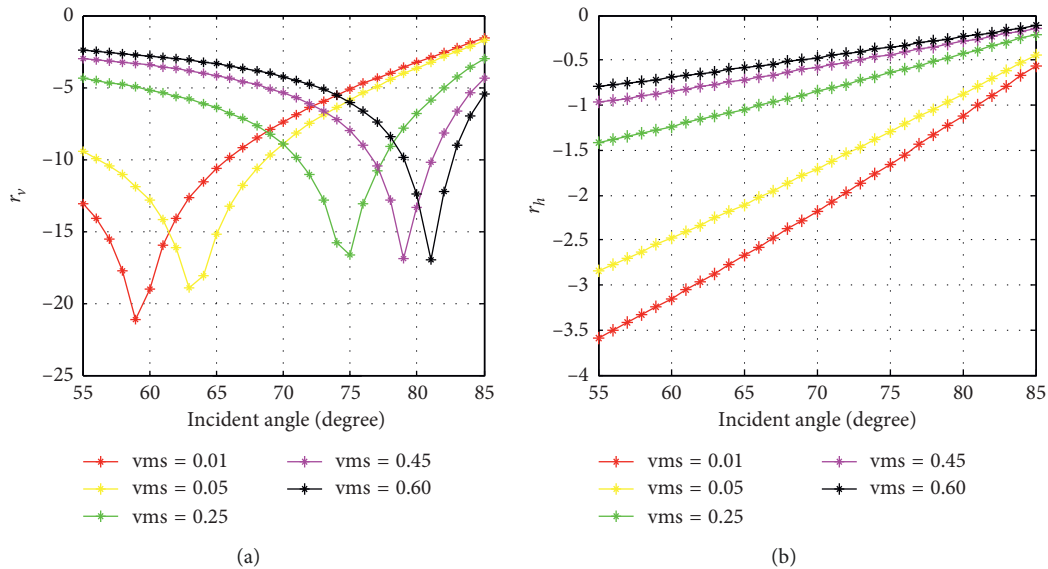 0
−5
−10
−15
−20
−25
r_v
55 60 65 70 75 80 85
Incident angle (degree)
vms = 0.01
vms = 0.05
vms = 0.25
vms = 0.45
vms = 0.60
(a)
0
−0.5
−1
−1.5
−2
−2.5
−3
−3.5
−4
r_h
55 60 65 70 75 80 85
Incident angle (degree)
vms = 0.01
vms = 0.05
vms = 0.25
vms = 0.45
vms = 0.60
(b)